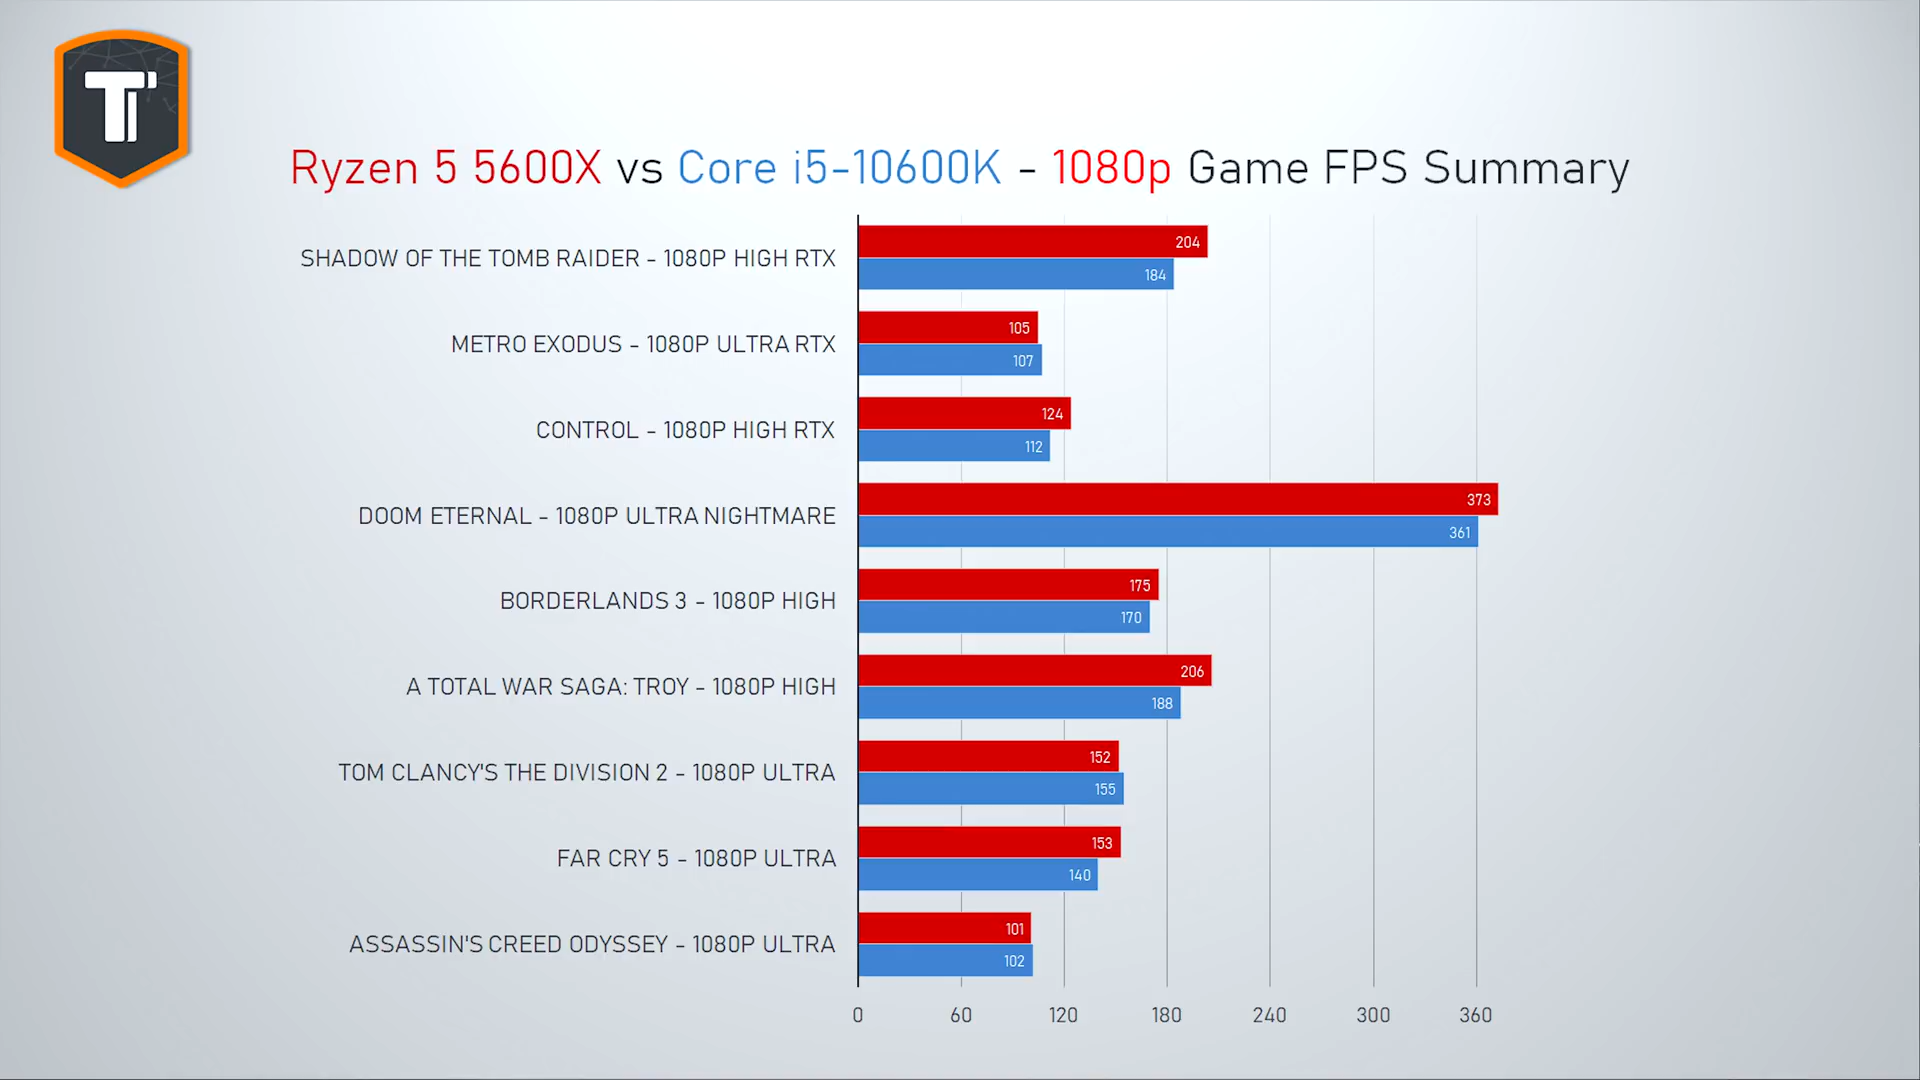 T
Ryzen 5 5600X vs Core i5-10600K - 1080p Game FPS Summary
SHADOW OF THE TOMB RAIDER - 1080P HIGH RTX
204
184
METRO EXODUS - 1080P ULTRA RTX
105
107
CONTROL - 1080P HIGH RTX
124
112
DOOM ETERNAL - 1080P ULTRA NIGHTMARE
373
361
BORDERLANDS 3 - 1080P HIGH
175
170
A TOTAL WAR SAGA: TROY - 1080P HIGH
206
188
TOM CLANCY'S THE DIVISION 2 - 1080P ULTRA
152
155
FAR CRY 5 - 1080P ULTRA
153
140
ASSASSIN'S CREED ODYSSEY - 1080P ULTRA
101
102
0 60 120 180 240 300 360